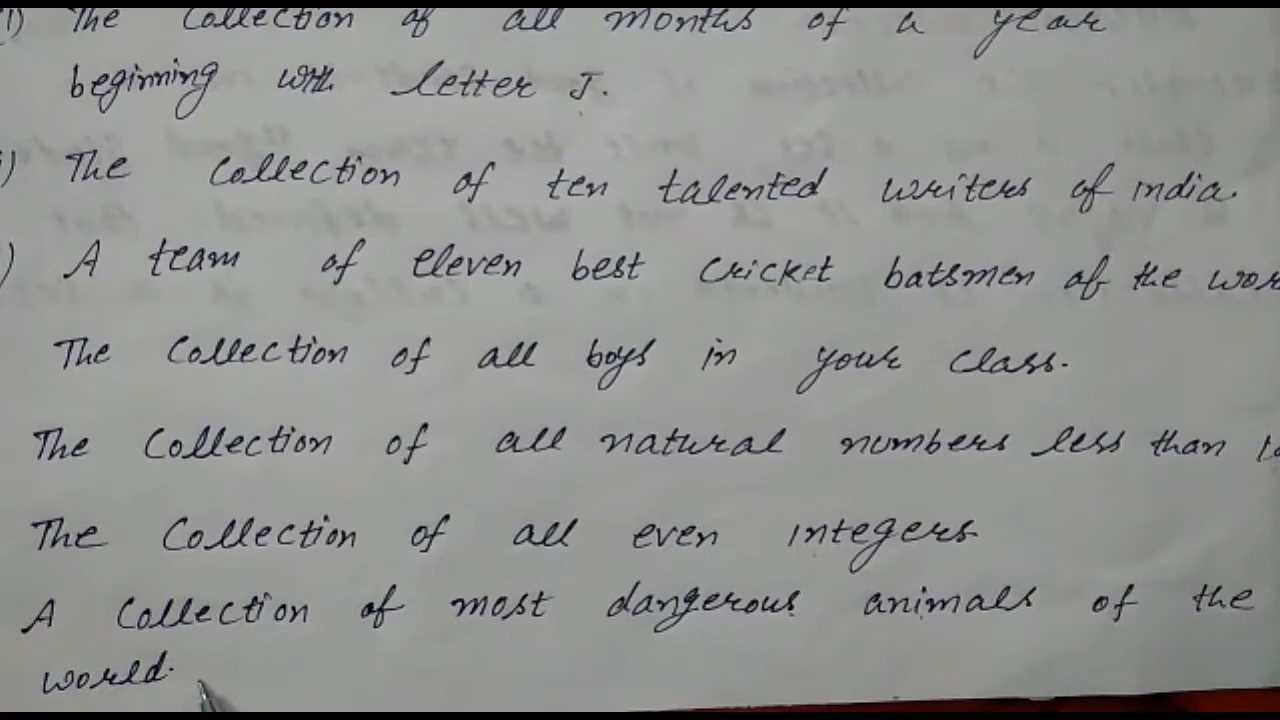 i) The Collection of all months of a year
beginning with letter J.
i) The Collection of ten talented writers of india.
) A team of eleven best Cricket batsmen of the wor
The Collection of all boys in your class.
The Collection of all natural numbers less than
The Collection of all even integers
A Collection of most dangerous animals of the
world.